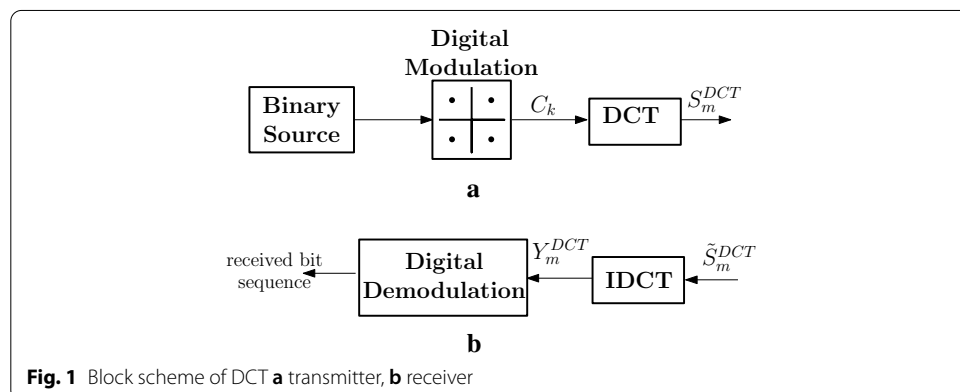 Digital
Modulation
Binary
Source
C_k
DCT
S_m^{DCT}
a
received bit
sequence
Digital
Demodulation
Y_m^{DCT}
IDCT
\tilde{S}_m^{DCT}
b
Fig. 1 Block scheme of DCT a transmitter, b receiver